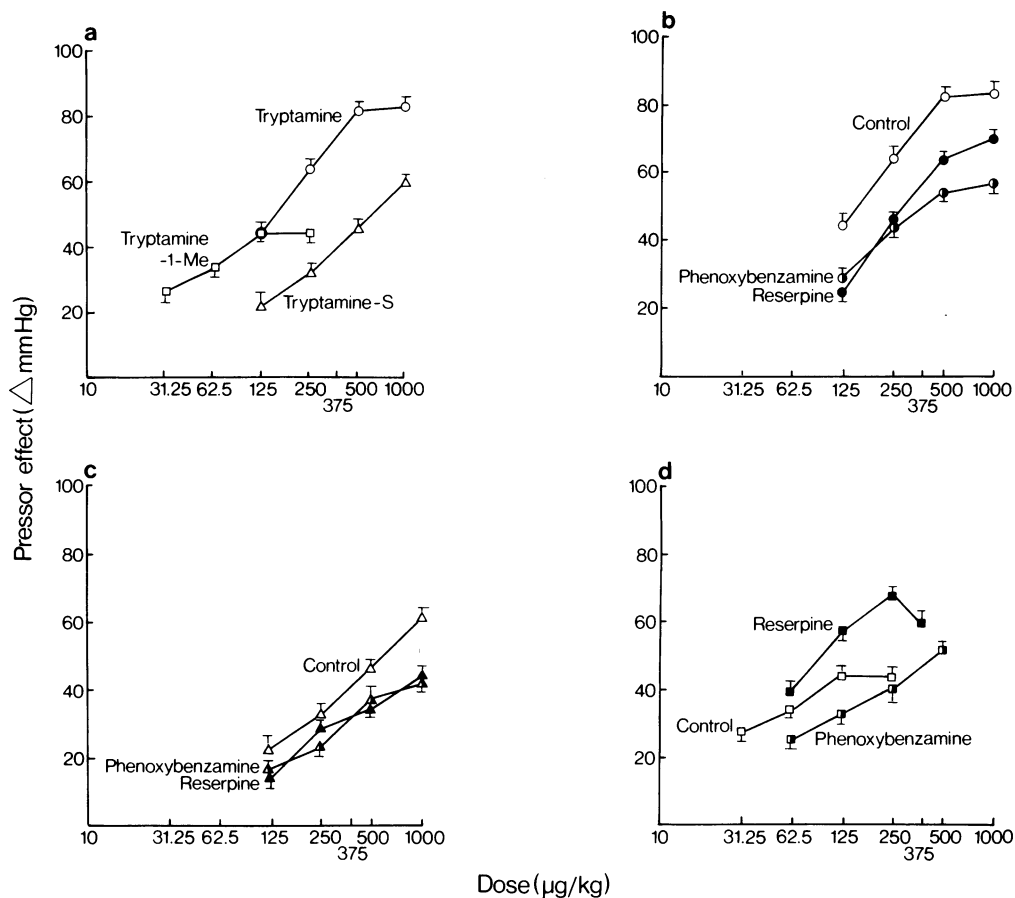 a
100
80
60
40
20
Tryptamine
Tryptamine
-1-Me
Tryptamine-S
10 31.25 62.5 125 250 500 1000
375
b
100
80
60
40
20
Control
Phenoxybenzamine
Reserpine
10 31.25 62.5 125 250 500 1000
375
Pressor effect (△mmHg)
c
100
80
60
40
20
Control
Phenoxybenzamine
Reserpine
10 31.25 62.5 125 250 500 1000
375
d
100
80
60
40
20
Reserpine
Control
Phenoxybenzamine
10 31.25 62.5 125 250 500 1000
375
Dose (µg/kg)